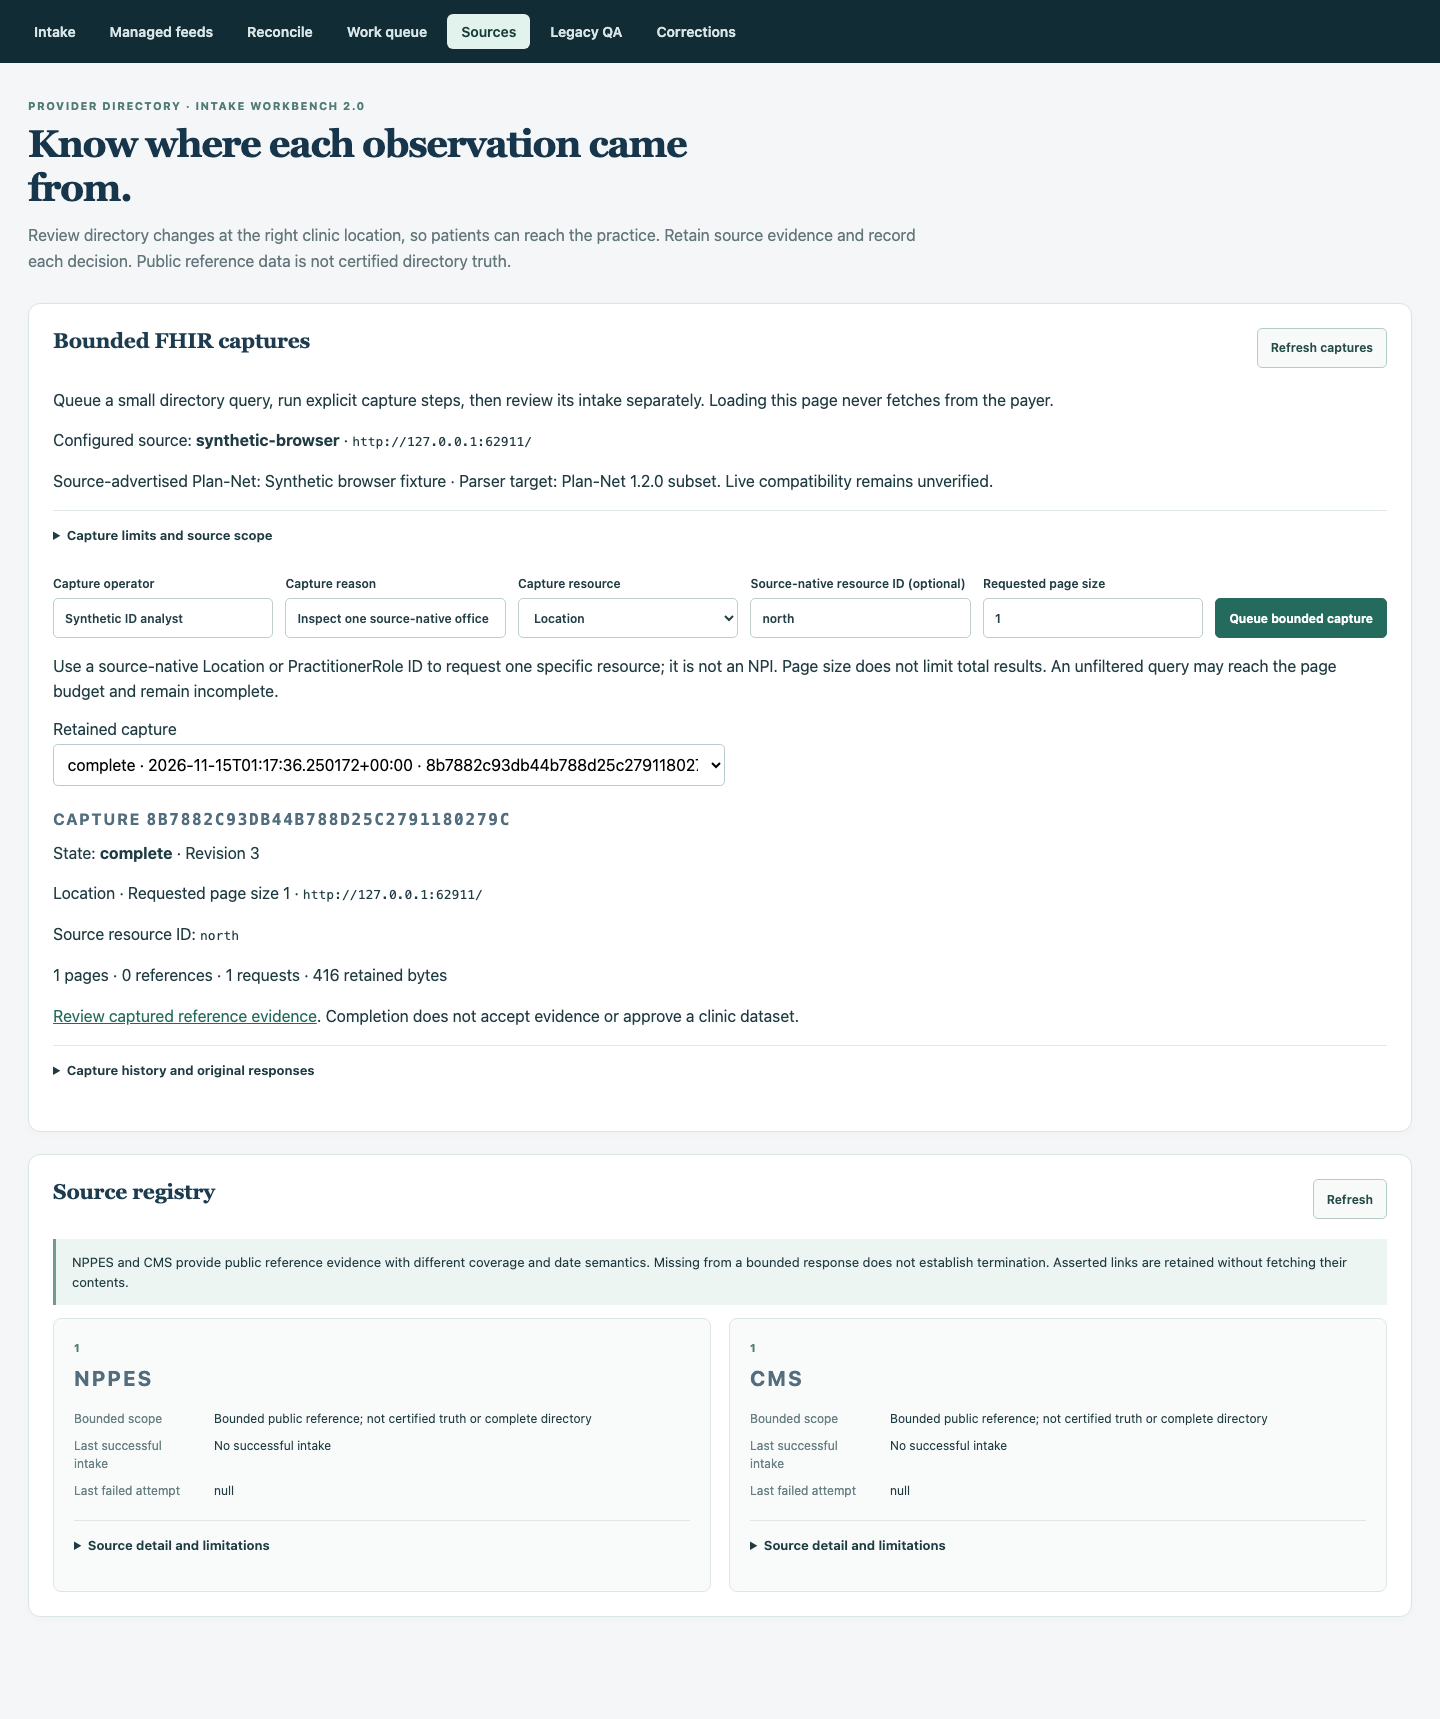 Intake
Managed feeds
Reconcile
Work queue
Sources
Legacy QA
Corrections
PROVIDER DIRECTORY · INTAKE WORKBENCH 2.0
Know where each observation came
from.
Review directory changes at the right clinic location, so patients can reach the practice. Retain source evidence and record
each decision. Public reference data is not certified directory truth.
Bounded FHIR captures
Refresh captures
Queue a small directory query, run explicit capture steps, then review its intake separately. Loading this page never fetches from the payer.
Configured source: synthetic-browser · http://127.0.0.1:62911/
Source-advertised Plan-Net: Synthetic browser fixture · Parser target: Plan-Net 1.2.0 subset. Live compatibility remains unverified.
Capture limits and source scope
Capture operator
Capture reason
Capture resource
Source-native resource ID (optional)
Requested page size
Synthetic ID analyst
Inspect one source-native office
Location
north
1
Queue bounded capture
Use a source-native Location or PractitionerRole ID to request one specific resource; it is not an NPI. Page size does not limit total results. An unfiltered query may reach the page
budget and remain incomplete.
Retained capture
complete · 2026-11-15T01:17:36.250172+00:00 · 8b7882c93db44b788d25c27911802
CAPTURE 8B7882C93DB44B788D25C2791180279C
State: complete · Revision 3
Location · Requested page size 1 · http://127.0.0.1:62911/
Source resource ID: north
1 pages · 0 references · 1 requests · 416 retained bytes
Review captured reference evidence. Completion does not accept evidence or approve a clinic dataset.
Capture history and original responses
Source registry
Refresh
NPPES and CMS provide public reference evidence with different coverage and date semantics. Missing from a bounded response does not establish termination. Asserted links are retained without fetching their
contents.
1
NPPES
Bounded scope
Bounded public reference; not certified truth or complete directory
Last successful
intake
No successful intake
Last failed attempt
null
Source detail and limitations
1
CMS
Bounded scope
Bounded public reference; not certified truth or complete directory
Last successful
intake
No successful intake
Last failed attempt
null
Source detail and limitations